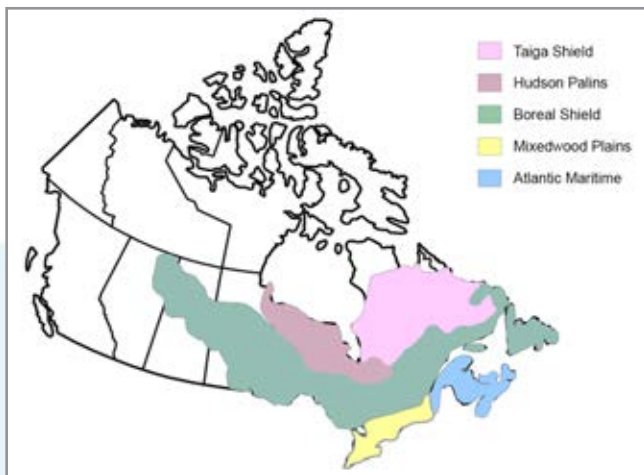 Taiga Shield
Hudson Palins
Boreal Shield
Mixedwood Plains
Atlantic Maritime